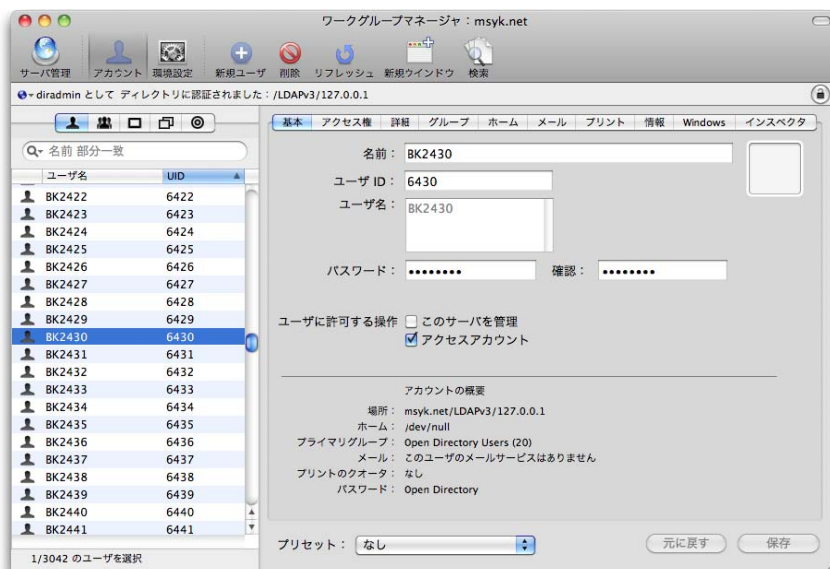 ワークグループマネージャ：msyk.net
サーバ管理 アカウント 環境設定 新規ユーザ 削除 リフレッシュ 新規ウインドウ 検索
diradmin として ディレクトリに認証されました：/LDAPv3/127.0.0.1
基本 アクセス権 詳細 グループ ホーム メール プリント 情報 Windows インスペクタ
名前 部分一致
ユーザ名 UID
BK2422 6422
BK2423 6423
BK2424 6424
BK2425 6425
BK2426 6426
BK2427 6427
BK2428 6428
BK2429 6429
BK2430 6430
BK2431 6431
BK2432 6432
BK2433 6433
BK2434 6434
BK2435 6435
BK2436 6436
BK2437 6437
BK2438 6438
BK2439 6439
BK2440 6440
BK2441 6441
1/3042 のユーザを選択
名前： BK2430
ユーザ ID： 6430
ユーザ名： BK2430
パスワード： •••••••• 確認： ••••••••
ユーザに許可する操作 このサーバを管理
アクセスアカウント
アカウントの概要
場所： msyk.net/LDAPv3/127.0.0.1
ホーム： /dev/null
プライマリグループ： Open Directory Users (20)
メール： このユーザのメールサービスはありません
プリントのクオータ： なし
パスワード： Open Directory
プリセット： なし 元に戻す 保存